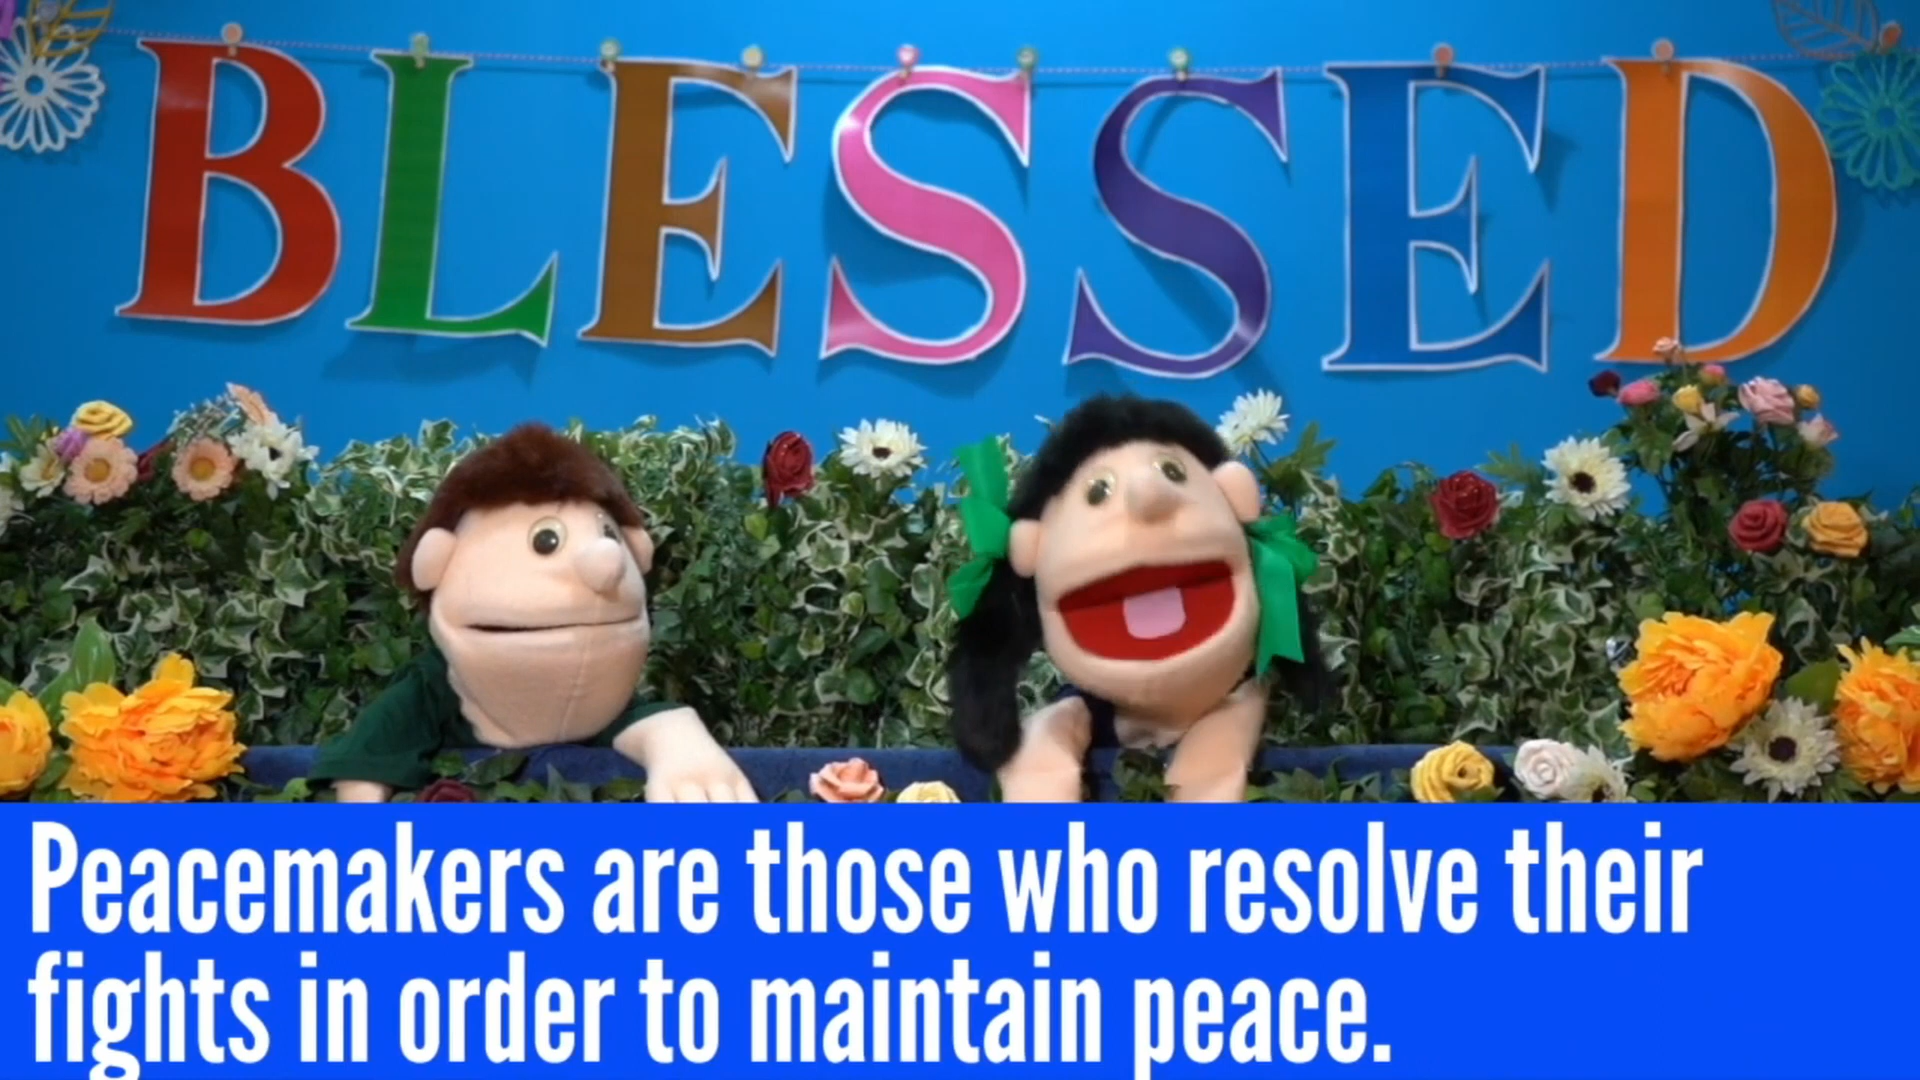 BLESSED
Peacemakers are those who resolve their
fights in order to maintain peace.